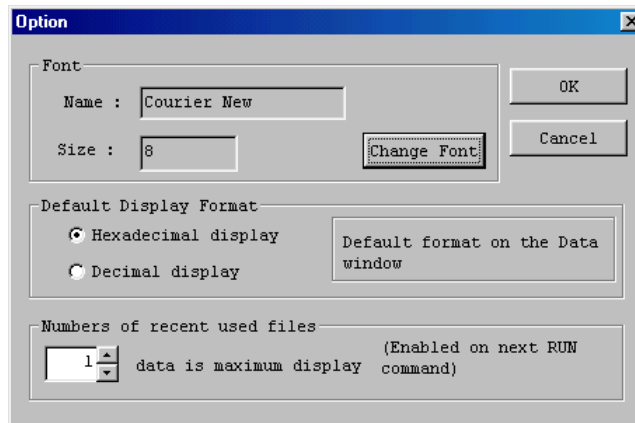 Option
Font
Name : Courier New
OK
Size : 8
Change Font
Cancel
Default Display Format
Hexadecimal display
Decimal display
Default format on the Data
window
Numbers of recent used files
1 data is maximum display
(Enabled on next RUN
command)